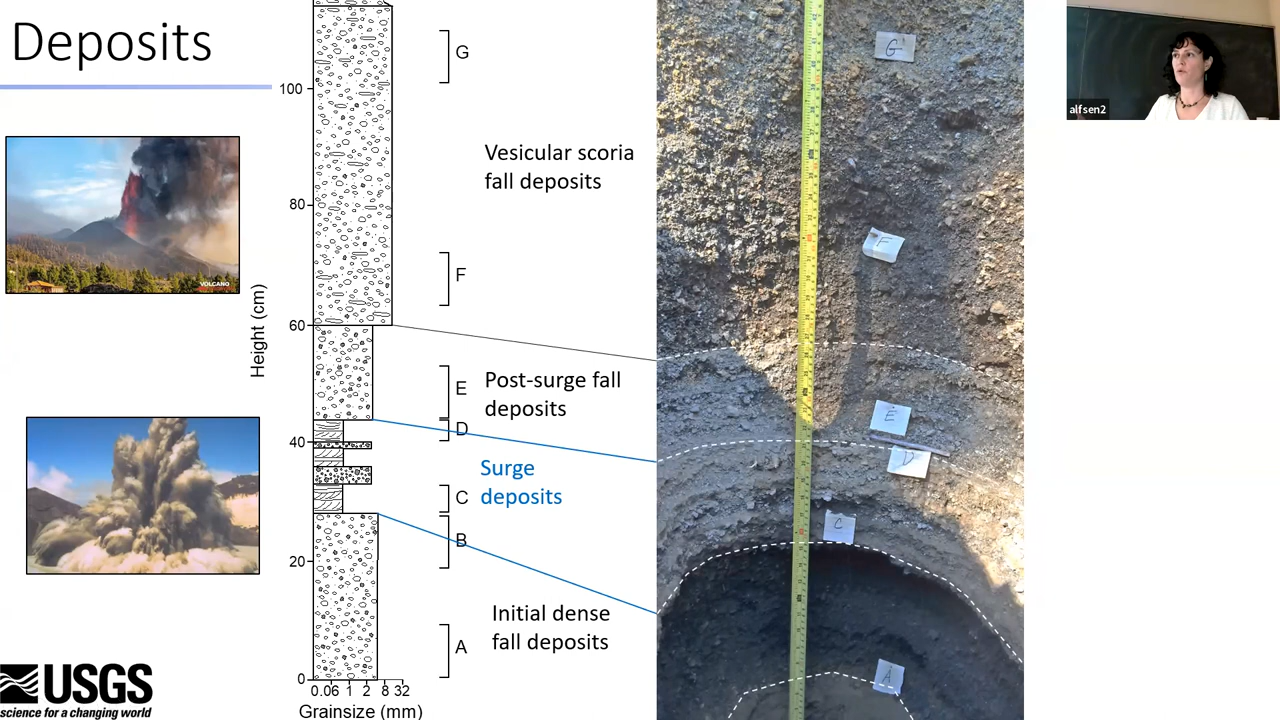 Deposits
alfsen2
VOLCANO
G
100
Vesicular scoria
fall deposits
80
F
60
Height (cm)
E
Post-surge fall
deposits
D
40
Surge
deposits
C
B
20
Initial dense
fall deposits
A
0
0.06 1 2 8 32
Grainsize (mm)
USGS
science for a changing world
G
F
E
D
C
A